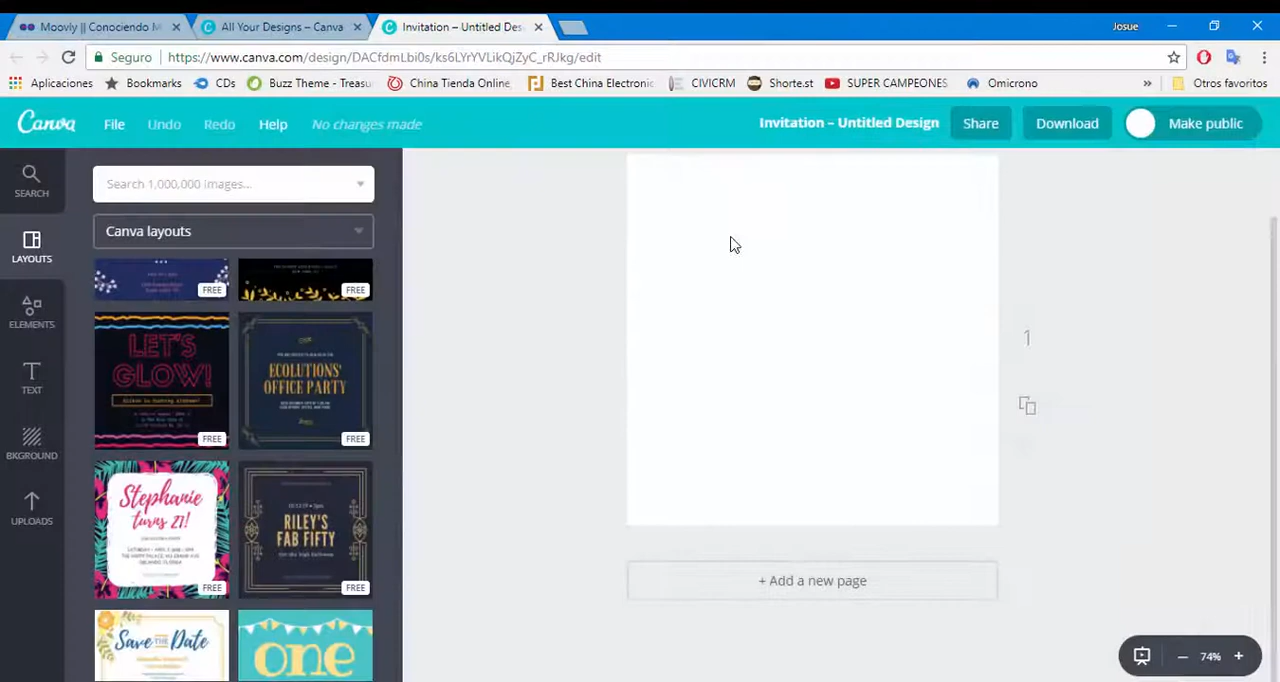 Moovly || Conociendo M
All Your Designs – Canva
Invitation – Untitled Des
Josue
Seguro
https://www.canva.com/design/DACfdmLbi0s/ks6LYrYVLikQjZyC_rRJkg/edit
Aplicaciones
Bookmarks
CDs
Buzz Theme - Treasu
China Tienda Online
Best China Electronic
CIVICRM
Shorte.st
SUPER CAMPEONES
Omicrono
»
Otros favoritos
Canva
File
Undo
Redo
Help
No changes made
Invitation – Untitled Design
Share
Download
Make public
SEARCH
LAYOUTS
ELEMENTS
TEXT
BKGROUND
UPLOADS
Search 1,000,000 images...
Canva layouts
FREE
FREE
LET'S
GLOW!
FREE
ECOLUTIONS'
OFFICE PARTY
FREE
Stephanie
turns 21!
FREE
RILEY'S
FAB FIFTY
FREE
Save THE Date
one
1
+ Add a new page
74%